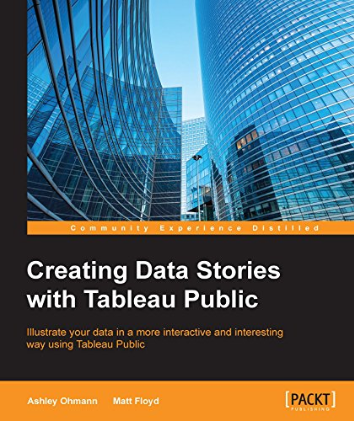 Community Experience Distilled
Creating Data Stories
with Tableau Public
Illustrate your data in a more interactive and interesting
way using Tableau Public
Ashley Ohmann Matt Floyd
[PACKT]
PUBLISHING